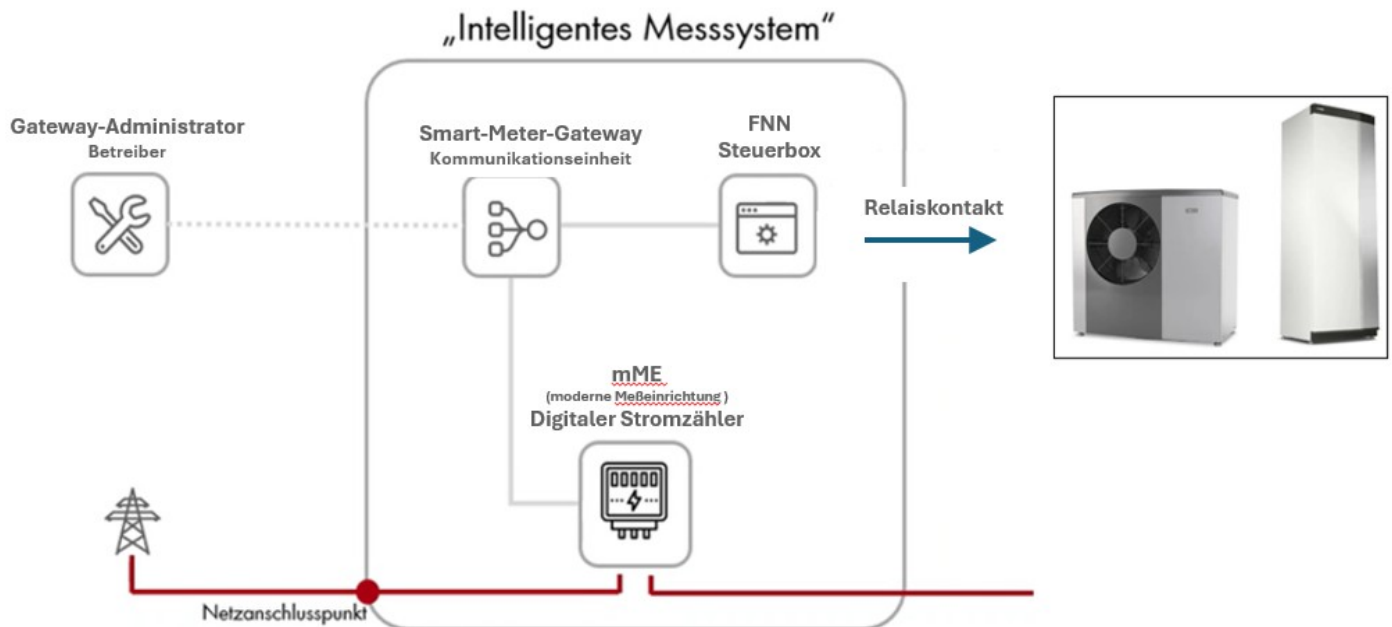 „Intelligentes Messsystem“
Gateway-Administrator
Betreiber
Smart-Meter-Gateway
Kommunikationseinheit
FNN
Steuerbox
Relaiskontakt
mME
(moderne Meßeinrichtung )
Digitaler Stromzähler
Netzanschlusspunkt